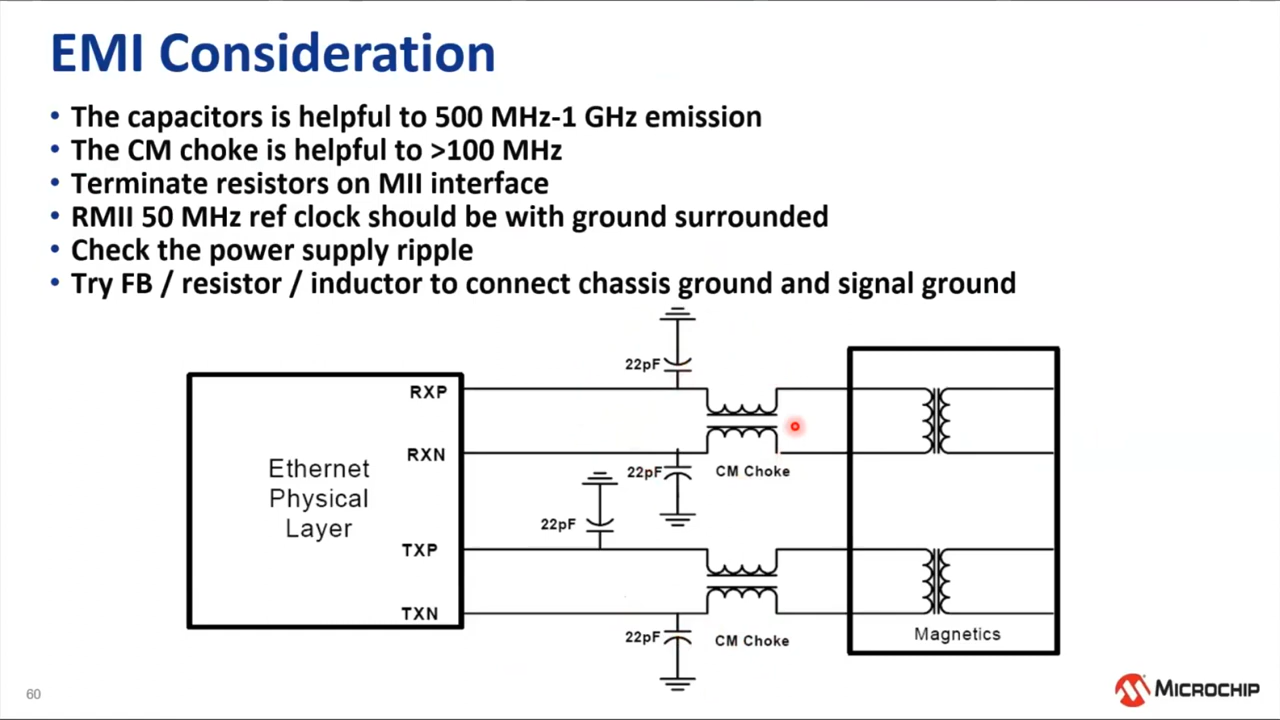 EMI Consideration
• The capacitors is helpful to 500 MHz-1 GHz emission
• The CM choke is helpful to >100 MHz
• Terminate resistors on MII interface
• RMII 50 MHz ref clock should be with ground surrounded
• Check the power supply ripple
• Try FB / resistor / inductor to connect chassis ground and signal ground
22pF
RXP
RXN
22pF
CM Choke
Ethernet
Physical
Layer
22pF
TXP
TXN
22pF
CM Choke
Magnetics
60
MICROCHIP